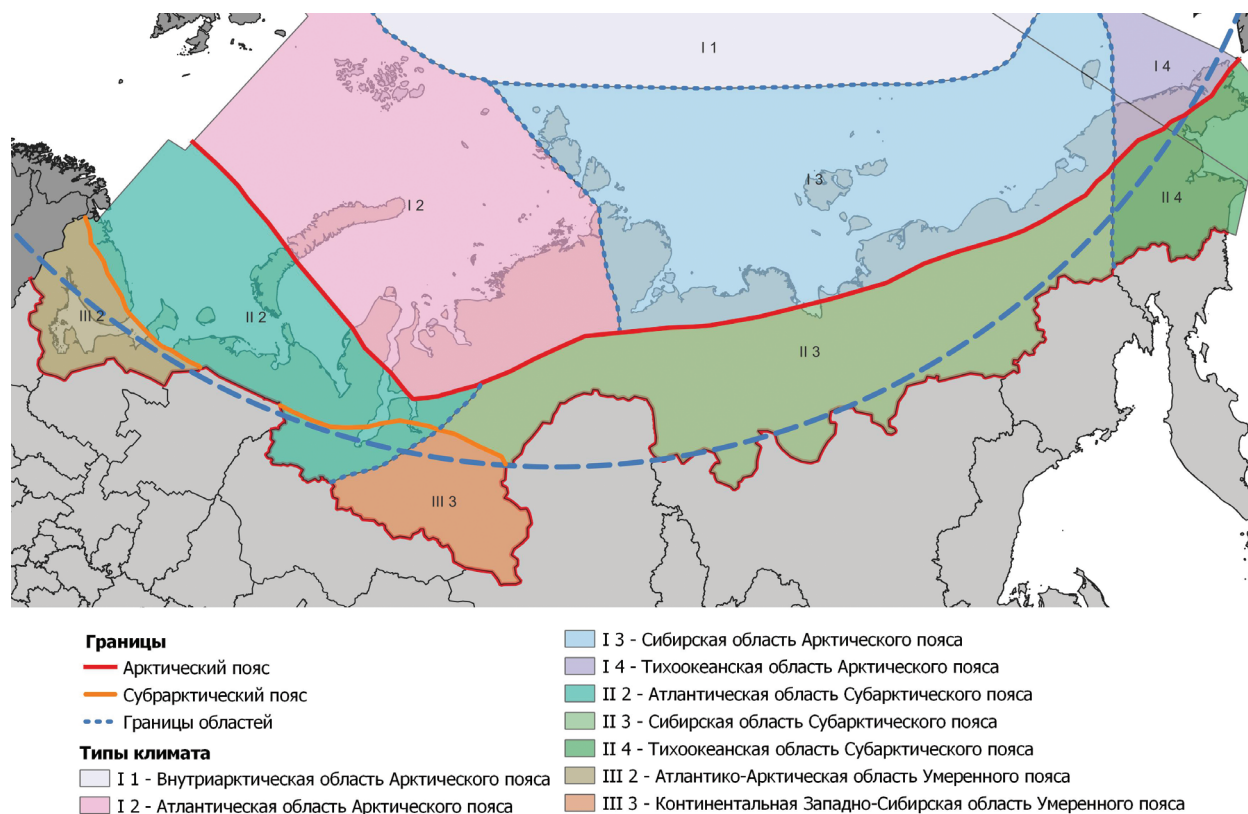 I 1
I 4
I 2
I 3
II 4
II 2
III 2
II 3
III 3
Границы
Арктический пояс
Субрарктический пояс
Границы областей
Типы климата
I 1 - Внутриарктическая область Арктического пояса
I 2 - Атлантическая область Арктического пояса
I 3 - Сибирская область Арктического пояса
I 4 - Тихоокеанская область Арктического пояса
II 2 - Атлантическая область Субарктического пояса
II 3 - Сибирская область Субарктического пояса
II 4 - Тихоокеанская область Субарктического пояса
III 2 - Атлантико-Арктическая область Умеренного пояса
III 3 - Континентальная Западно-Сибирская область Умеренного пояса